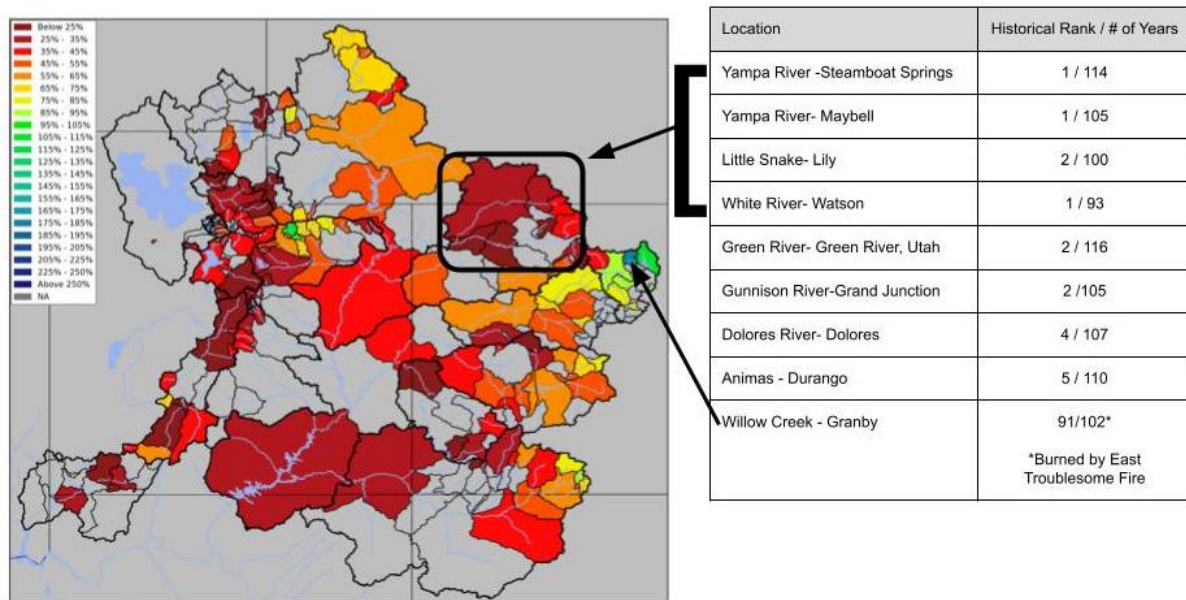 Below 25%
25% - 35%
35% - 45%
45% - 55%
55% - 65%
65% - 75%
75% - 85%
85% - 95%
95% - 105%
105% - 115%
115% - 125%
125% - 135%
135% - 145%
145% - 155%
155% - 165%
165% - 175%
175% - 185%
185% - 195%
195% - 205%
205% - 225%
225% - 250%
Above 250%
NA
Location Historical Rank / # of Years
Yampa River -Steamboat Springs 1 / 114
Yampa River- Maybell 1 / 105
Little Snake- Lily 2 / 100
White River- Watson 1 / 93
Green River- Green River, Utah 2 / 116
Gunnison River-Grand Junction 2 /105
Dolores River- Dolores 4 / 107
Animas - Durango 5 / 110
Willow Creek - Granby 91/102*
*Burned by East
Troublesome Fire